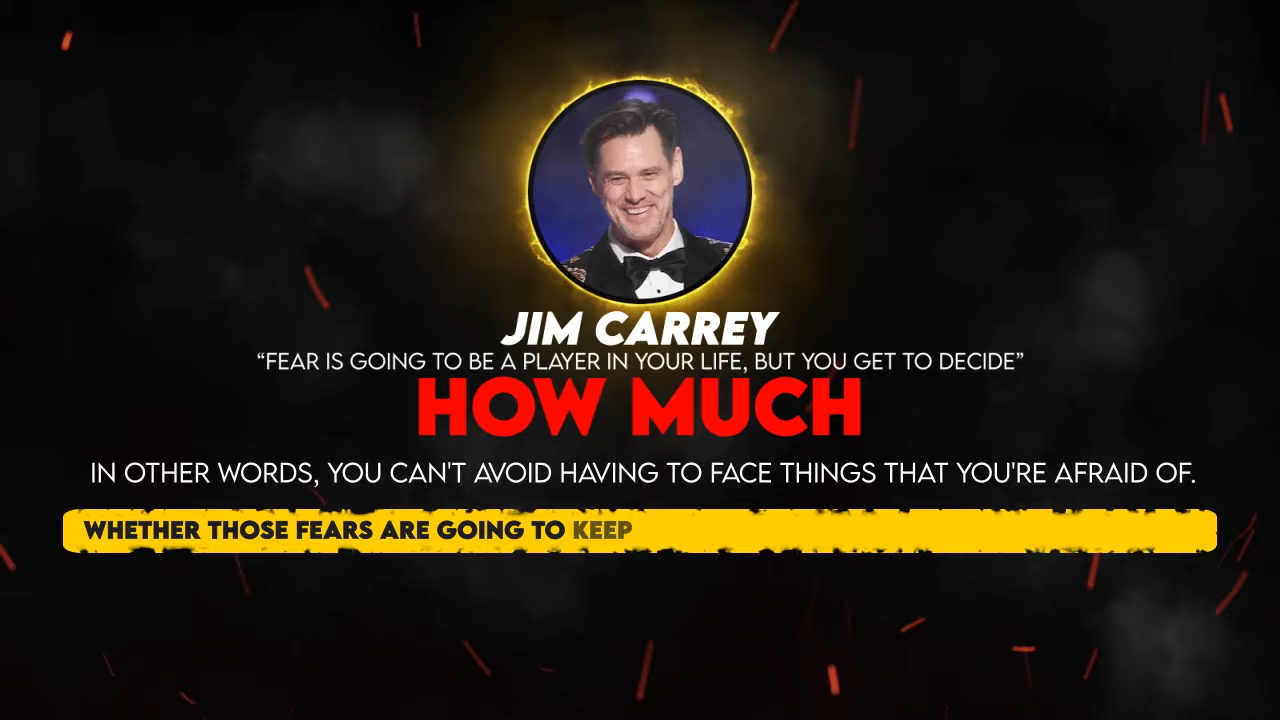 JIM CARREY
“FEAR IS GOING TO BE A PLAYER IN YOUR LIFE, BUT YOU GET TO DECIDE”
HOW MUCH
IN OTHER WORDS, YOU CAN'T AVOID HAVING TO FACE THINGS THAT YOU'RE AFRAID OF.
WHETHER THOSE FEARS ARE GOING TO KEEP